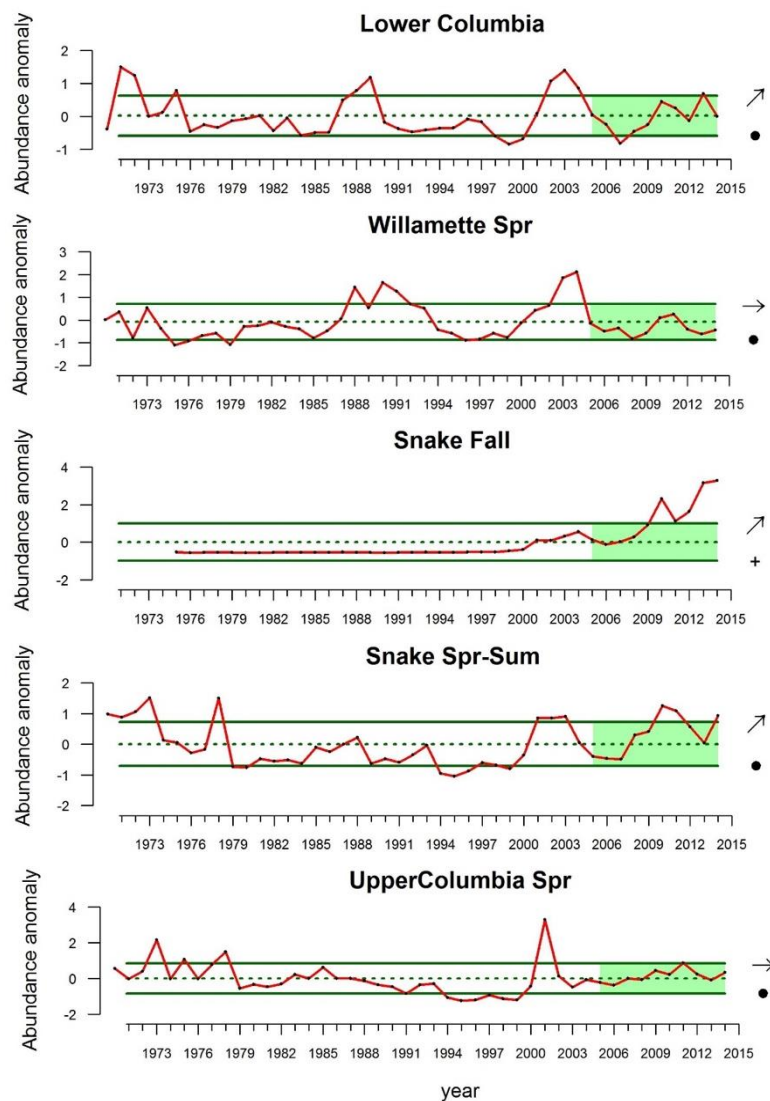 Lower Columbia
Abundance anomaly
2
1
0
-1
1973 1976 1979 1982 1985 1988 1991 1994 1997 2000 2003 2006 2009 2012 2015
Willamette Spr
Abundance anomaly
3
2
1
0
-1
-2
1973 1976 1979 1982 1985 1988 1991 1994 1997 2000 2003 2006 2009 2012 2015
Snake Fall
Abundance anomaly
4
2
0
-2
+
1973 1976 1979 1982 1985 1988 1991 1994 1997 2000 2003 2006 2009 2012 2015
Snake Spr-Sum
Abundance anomaly
2
1
0
-1
-2
1973 1976 1979 1982 1985 1988 1991 1994 1997 2000 2003 2006 2009 2012 2015
UpperColumbia Spr
Abundance anomaly
4
2
0
-2
1973 1976 1979 1982 1985 1988 1991 1994 1997 2000 2003 2006 2009 2012 2015
year